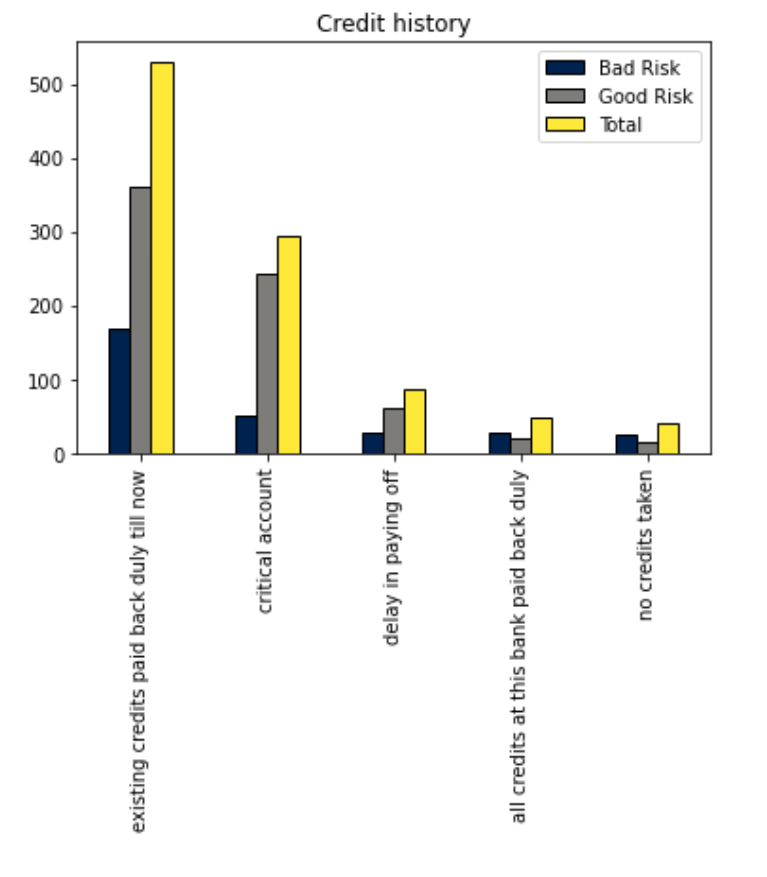 Credit history
Bad Risk
Good Risk
Total
500
400
300
200
100
0
existing credits paid back duly till now
critical account
delay in paying off
all credits at this bank paid back duly
no credits taken